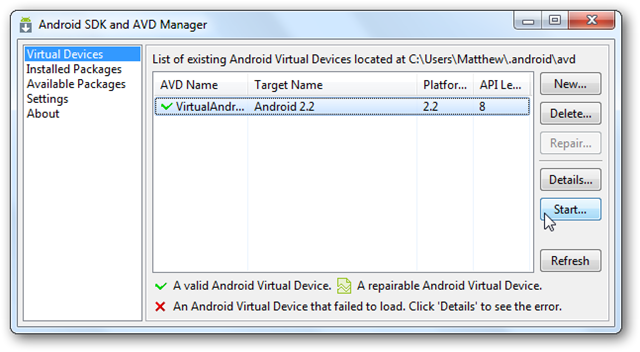 Android SDK and AVD Manager
Virtual Devices
Installed Packages
Available Packages
Settings
About
List of existing Android Virtual Devices located at C:\Users\Matthew\.android\avd
AVD Name Target Name Platfor... API Le...
VirtualAndr... Android 2.2 2.2 8
New...
Delete...
Repair...
Details...
Start...
Refresh
A valid Android Virtual Device. A repairable Android Virtual Device.
An Android Virtual Device that failed to load. Click 'Details' to see the error.